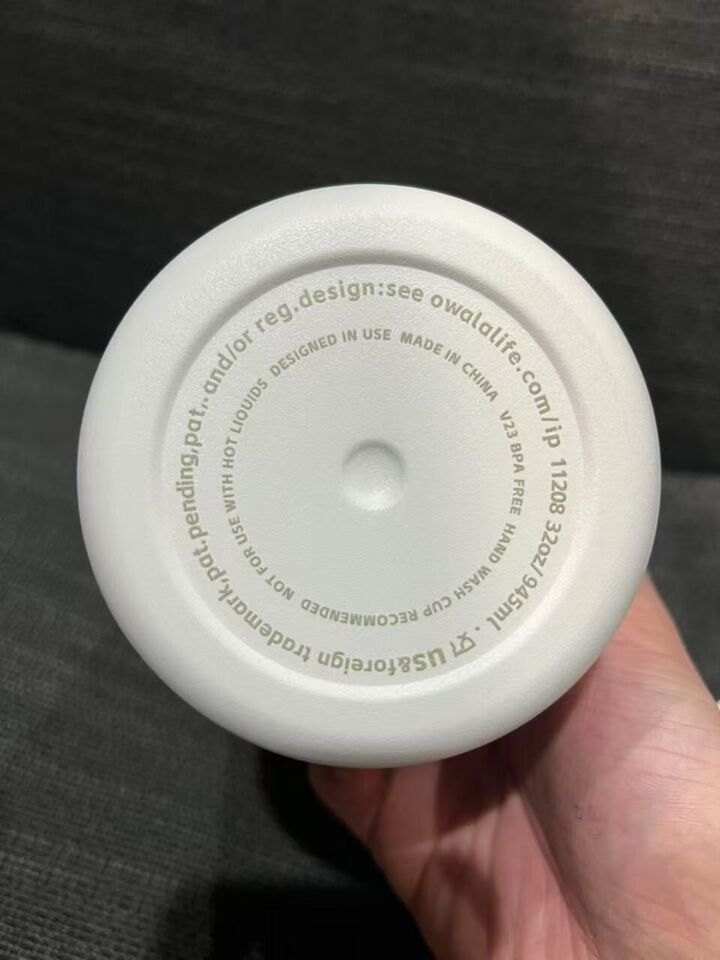 US&foreign trademark,pat.pending,pat,. and/or reg.design:see owalalife.com/ip 11208 32oz/945ml .
DESIGNED IN USE MADE IN CHINA V23 BPA FREE HAND WASH CUP RECOMMENDED NOT FOR USE WITH HOT LIQUIDS